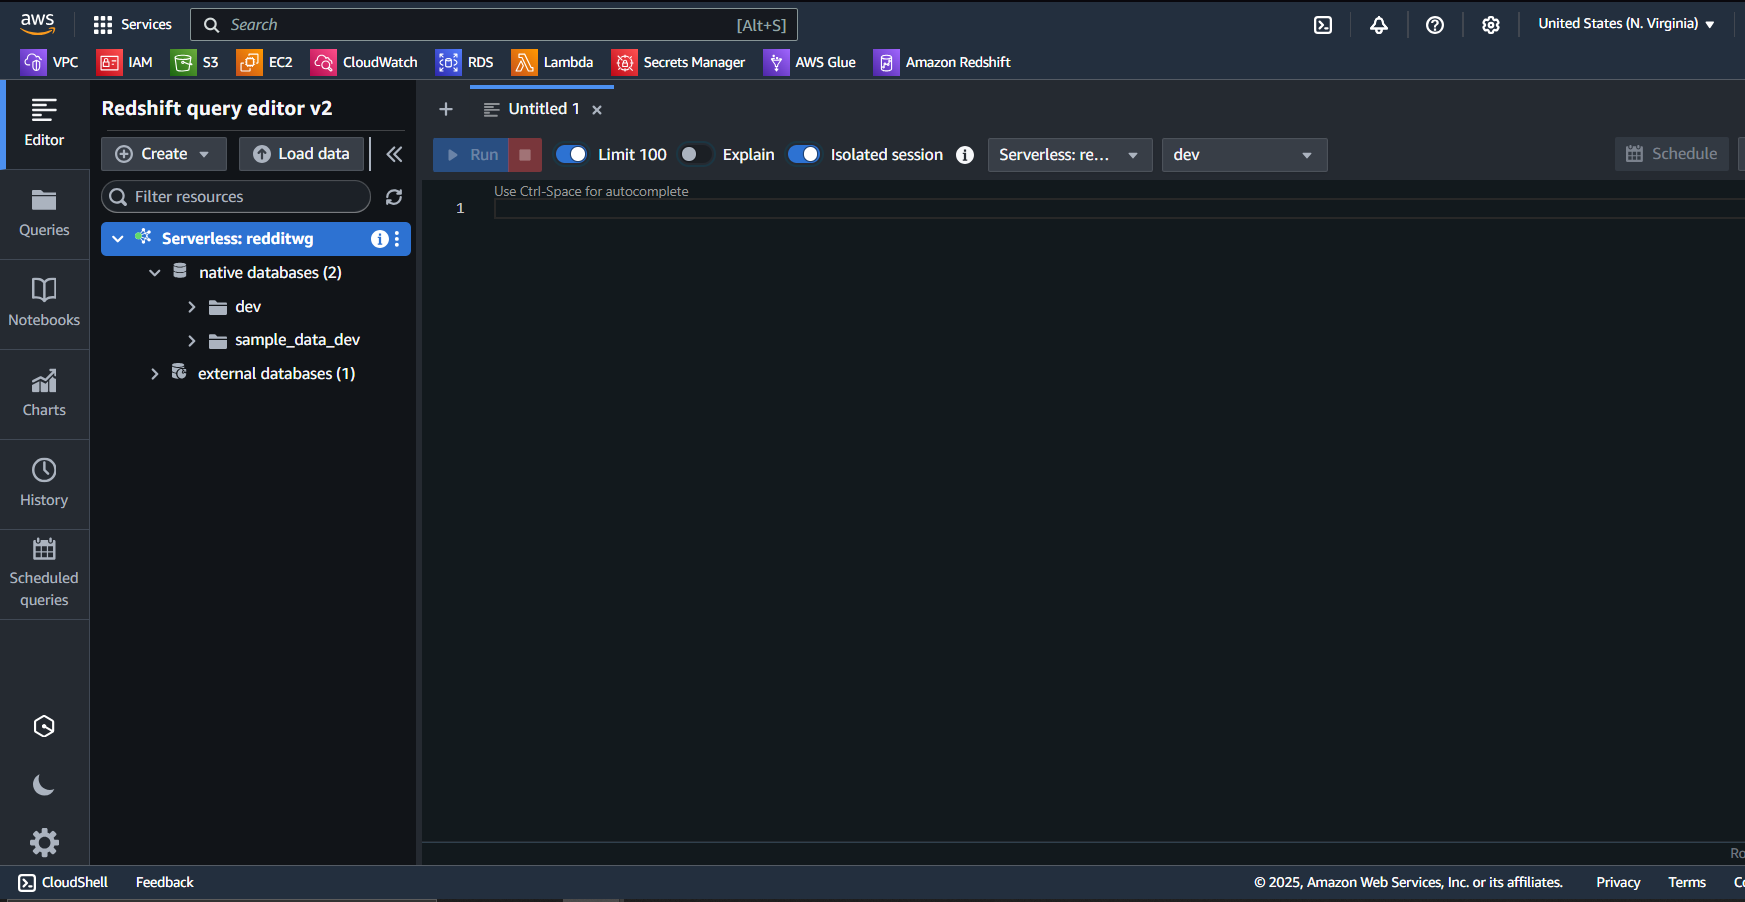 aws
Services
Search
[Alt+S]
United States (N. Virginia)
VPC
IAM
S3
EC2
CloudWatch
RDS
Lambda
Secrets Manager
AWS Glue
Amazon Redshift
Editor
Queries
Notebooks
Charts
History
Scheduled
queries
Redshift query editor v2
Create
Load data
Filter resources
Serverless: redditwg
native databases (2)
dev
sample_data_dev
external databases (1)
Untitled 1
Run
Limit 100
Explain
Isolated session
Serverless: re...
dev
Schedule
Use Ctrl-Space for autocomplete
1
CloudShell
Feedback
© 2025, Amazon Web Services, Inc. or its affiliates.
Privacy
Terms